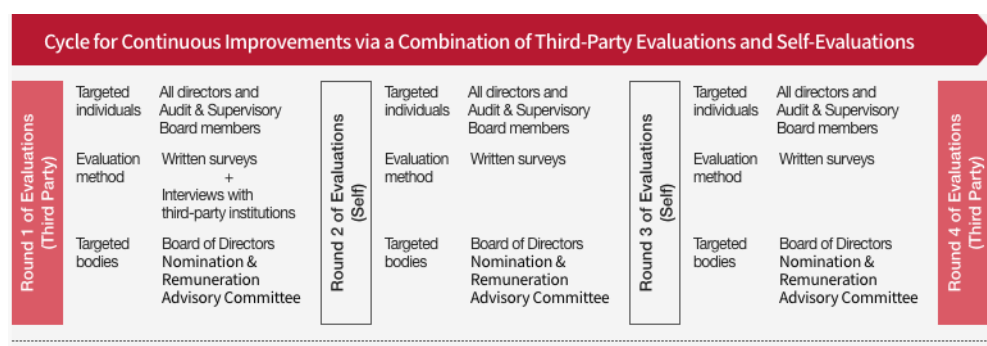 Cycle for Continuous Improvements via a Combination of Third-Party Evaluations and Self-Evaluations
Round 1 of Evaluations
(Third Party)
Targeted
individuals
All directors and
Audit & Supervisory
Board members
Evaluation
method
Written surveys
+
Interviews with
third-party institutions
Targeted
bodies
Board of Directors
Nomination &
Remuneration
Advisory Committee
Round 2 of Evaluations
(Self)
Targeted
individuals
All directors and
Audit & Supervisory
Board members
Evaluation
method
Written surveys
Targeted
bodies
Board of Directors
Nomination &
Remuneration
Advisory Committee
Round 3 of Evaluations
(Self)
Targeted
individuals
All directors and
Audit & Supervisory
Board members
Evaluation
method
Written surveys
Targeted
bodies
Board of Directors
Nomination &
Remuneration
Advisory Committee
Round 4 of Evaluations
(Third Party)